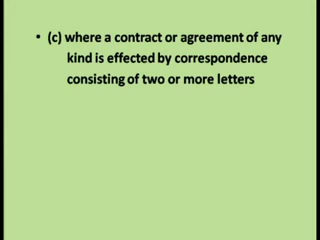 • (c) where a contract or agreement of any
kind is effected by correspondence
consisting of two or more letters